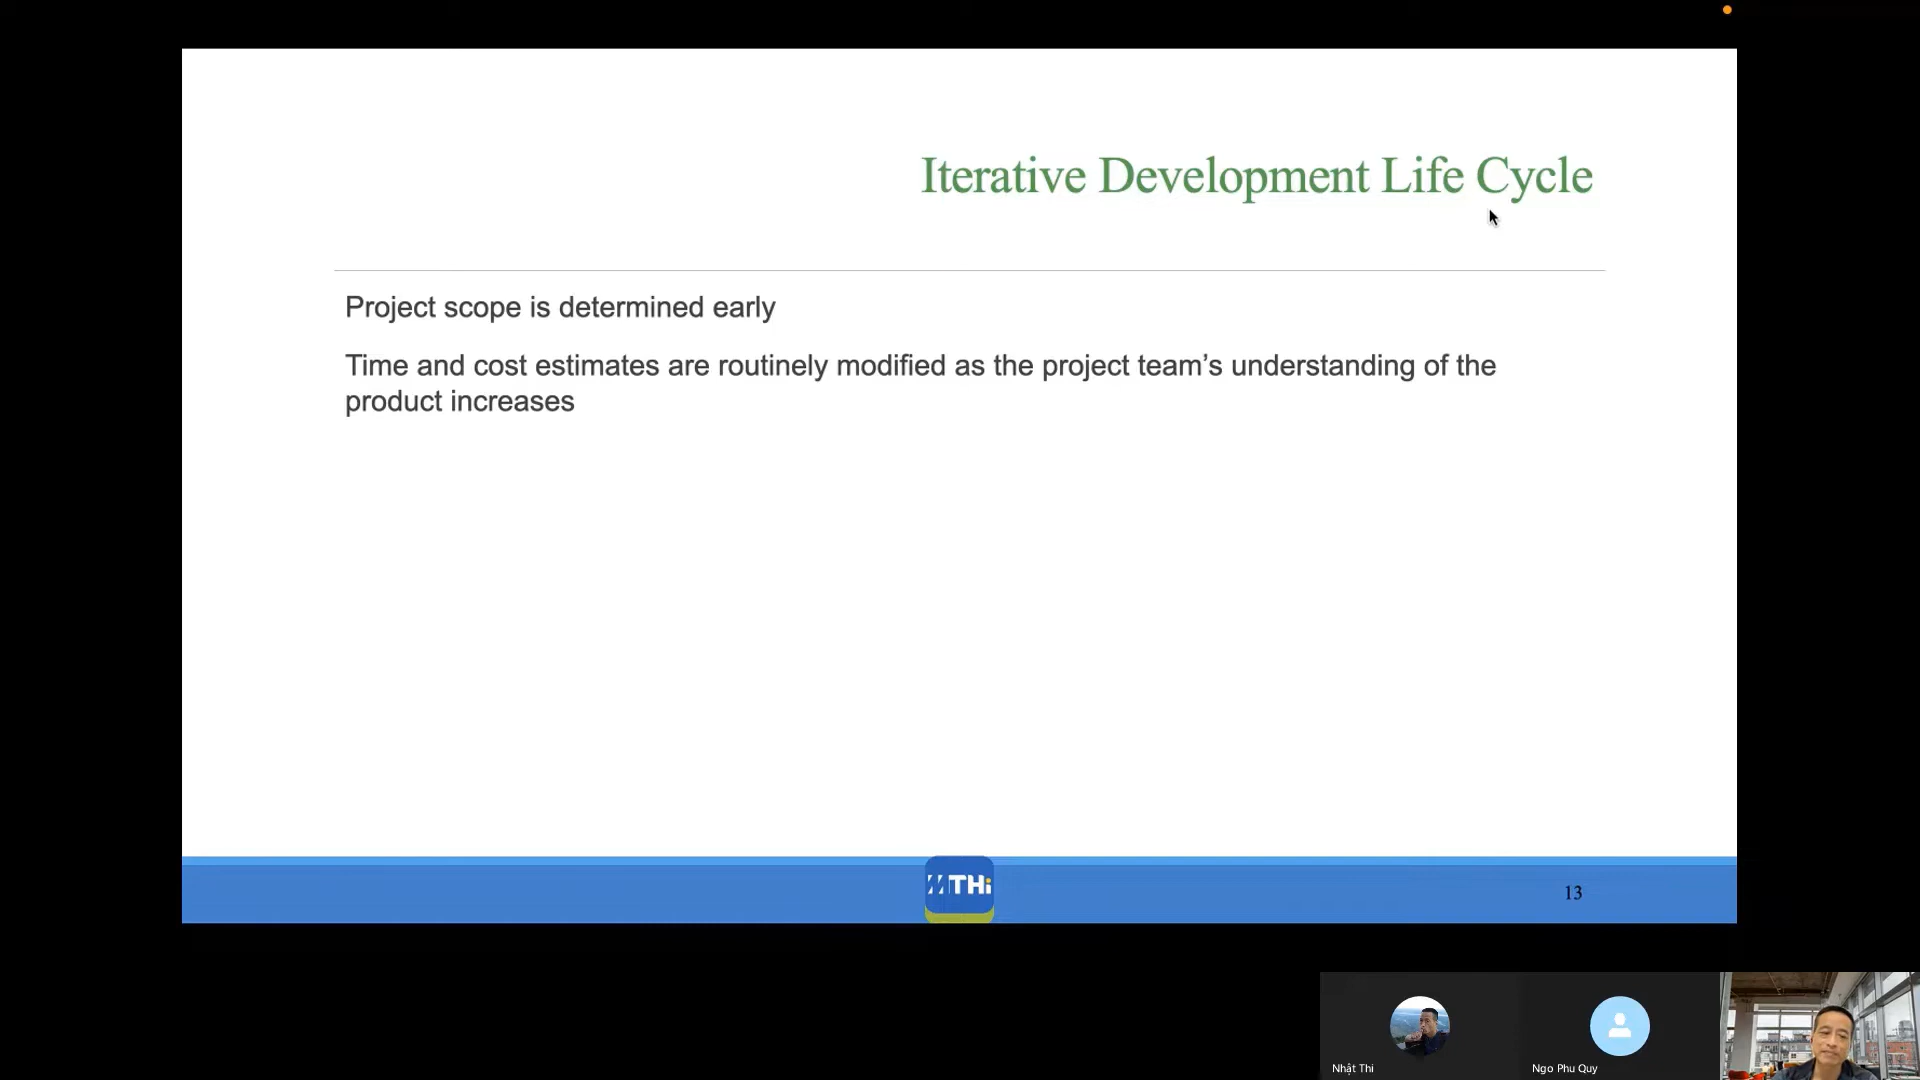 Iterative Development Life Cycle
Project scope is determined early
Time and cost estimates are routinely modified as the project team’s understanding of the
product increases
THi
13
Nhật Thi
Ngo Phu Quy